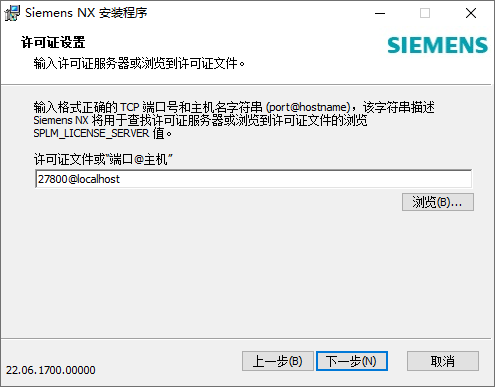 Siemens NX 安装程序
许可证设置
输入许可证服务器或浏览到许可证文件。
SIEMENS
输入格式正确的 TCP 端口号和主机名字符串 (port@hostname)，该字符串描述
Siemens NX 将用于查找许可证服务器或浏览到许可证文件的浏览
SPLM_LICENSE_SERVER 值。
许可证文件或“端口@主机”
27800@localhost
浏览(B)...
22.06.1700.00000
上一步(B)
下一步(N)
取消